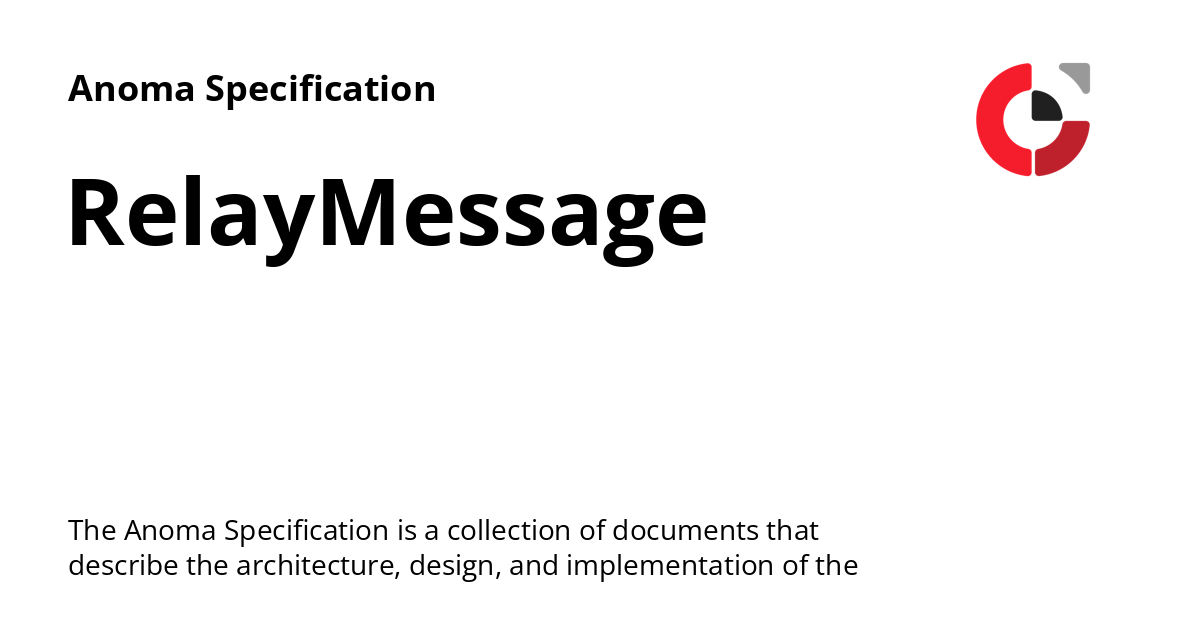 Anoma Specification
RelayMessage
The Anoma Specification is a collection of documents that
describe the architecture, design, and implementation of the